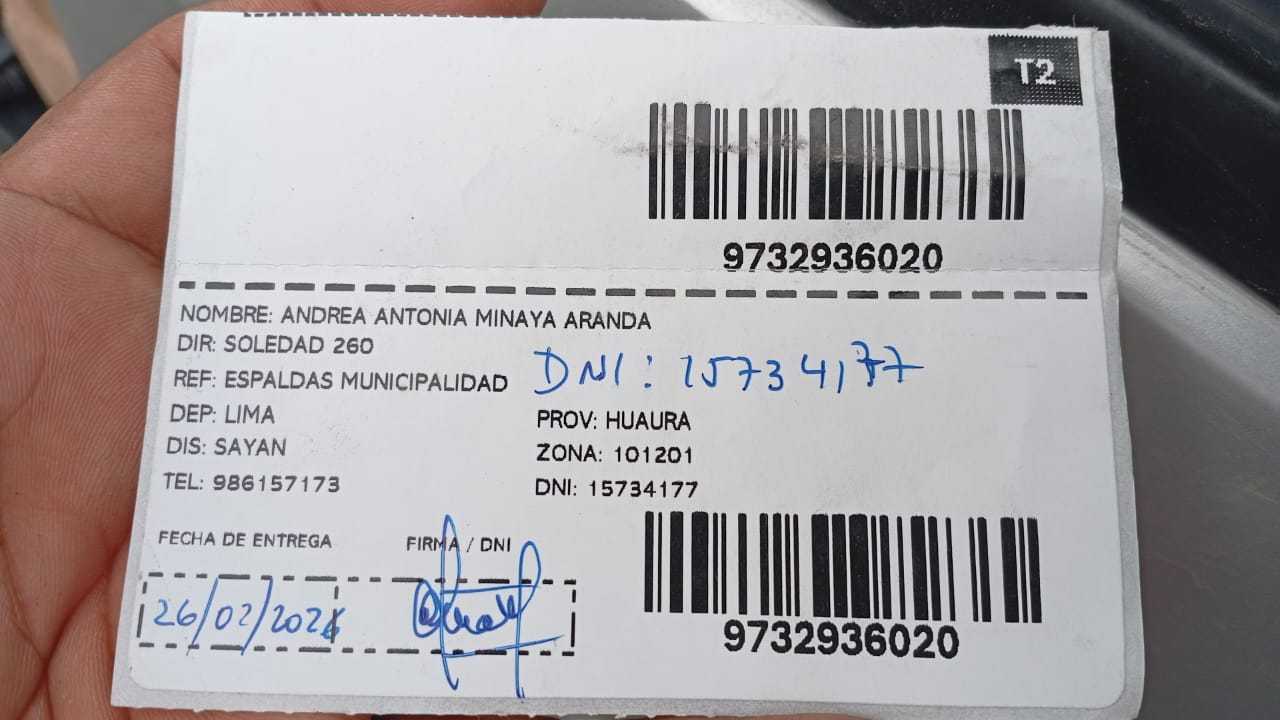 T2
9732936020
NOMBRE: ANDREA ANTONIA MINAYA ARANDA
DIR: SOLEDAD 260
REF: ESPALDAS MUNICIPALIDAD
DNI: 15734177
DEP: LIMA
PROV: HUAURA
DIS: SAYAN
ZONA: 101201
TEL: 986157173
DNI: 15734177
FECHA DE ENTREGA
FIRMA / DNI
26/02/2026
9732936020